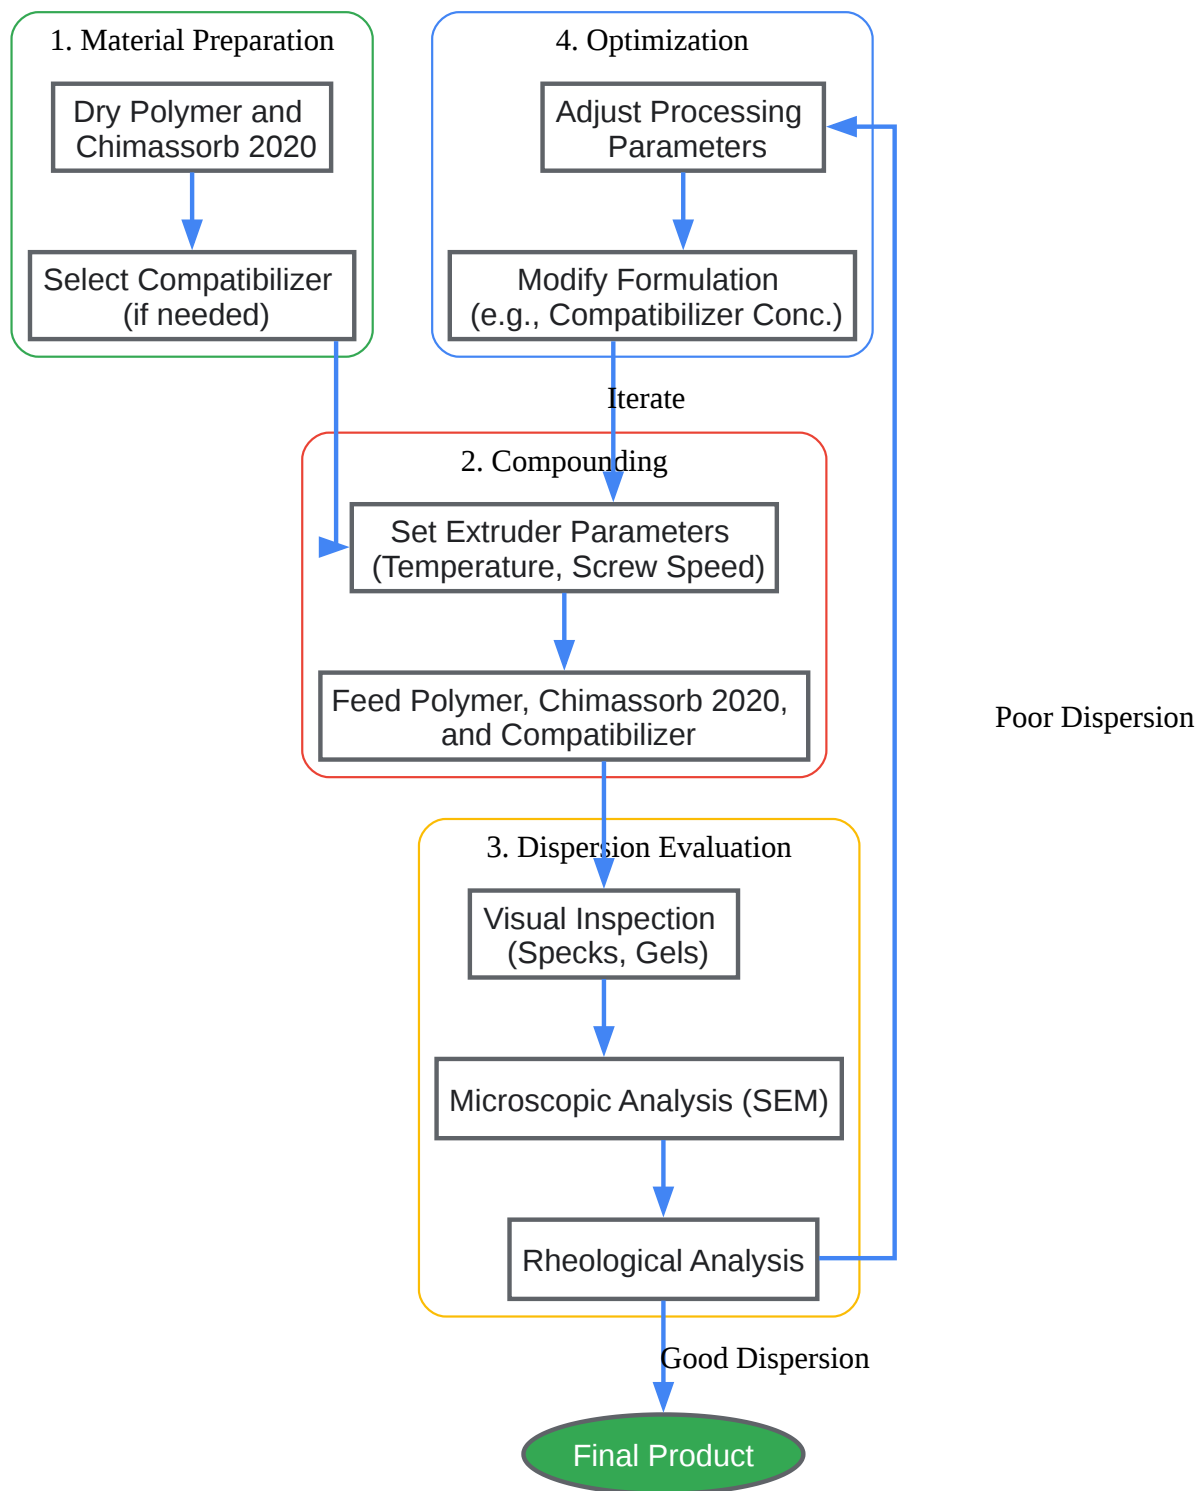 1. Material Preparation
Dry Polymer and
Chimassorb 2020
Select Compatibilizer
(if needed)
4. Optimization
Adjust Processing
Parameters
Modify Formulation
(e.g., Compatibilizer Conc.)
Iterate
2. Compounding
Set Extruder Parameters
(Temperature, Screw Speed)
Feed Polymer, Chimassorb 2020,
and Compatibilizer
Poor Dispersion
3. Dispersion Evaluation
Visual Inspection
(Specks, Gels)
Microscopic Analysis (SEM)
Rheological Analysis
Good Dispersion
Final Product